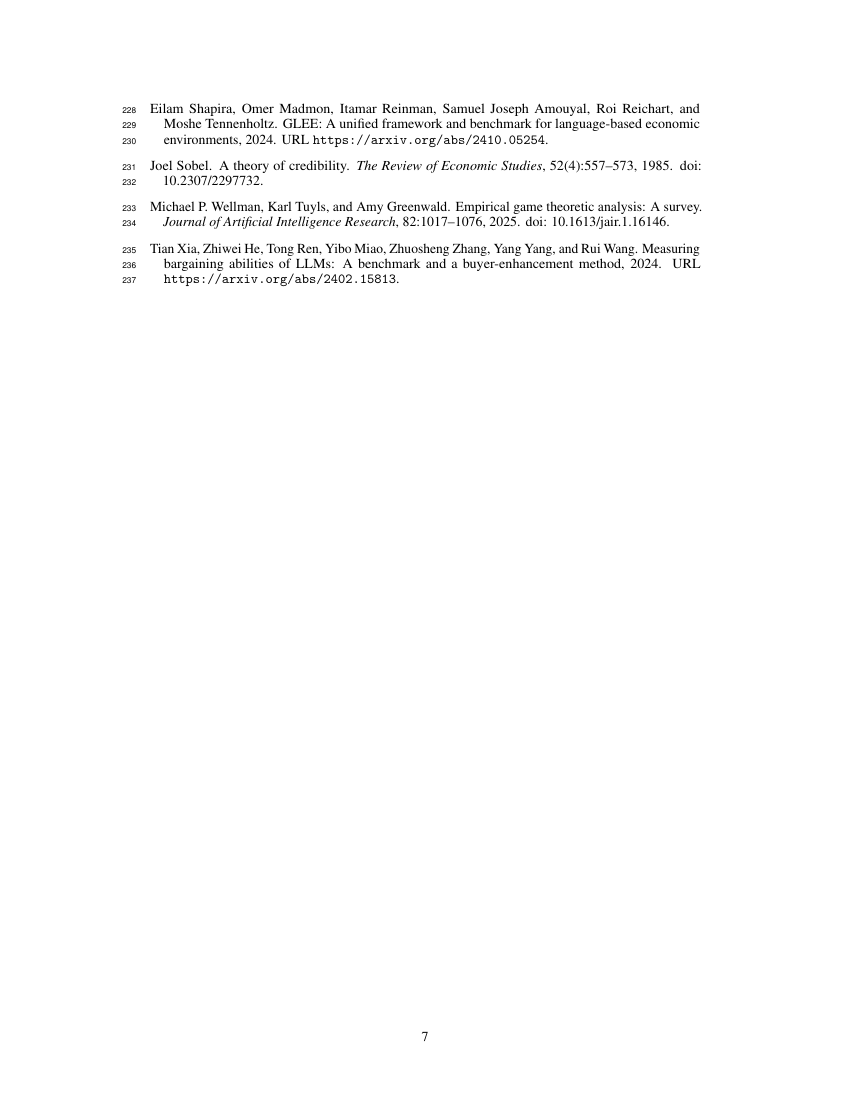 228 Eilam Shapira, Omer Madmon, Itamar Reinman, Samuel Joseph Amouyal, Roi Reichart, and
229 Moshe Tennenholtz. GLEE: A unified framework and benchmark for language-based economic
230 environments, 2024. URL https://arxiv.org/abs/2410.05254.
231 Joel Sobel. A theory of credibility. The Review of Economic Studies, 52(4):557–573, 1985. doi:
232 10.2307/2297732.
233 Michael P. Wellman, Karl Tuyls, and Amy Greenwald. Empirical game theoretic analysis: A survey.
234 Journal of Artificial Intelligence Research, 82:1017–1076, 2025. doi: 10.1613/jair.1.16146.
235 Tian Xia, Zhiwei He, Tong Ren, Yibo Miao, Zhuosheng Zhang, Yang Yang, and Rui Wang. Measuring
236 bargaining abilities of LLMs: A benchmark and a buyer-enhancement method, 2024. URL
237 https://arxiv.org/abs/2402.15813.
7